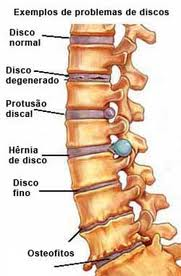 Exemplos de problemas de discos
Disco
normal
Disco
degenerado
Protusão
discal
Hérnia
de disco
Disco
fino
Osteofitos